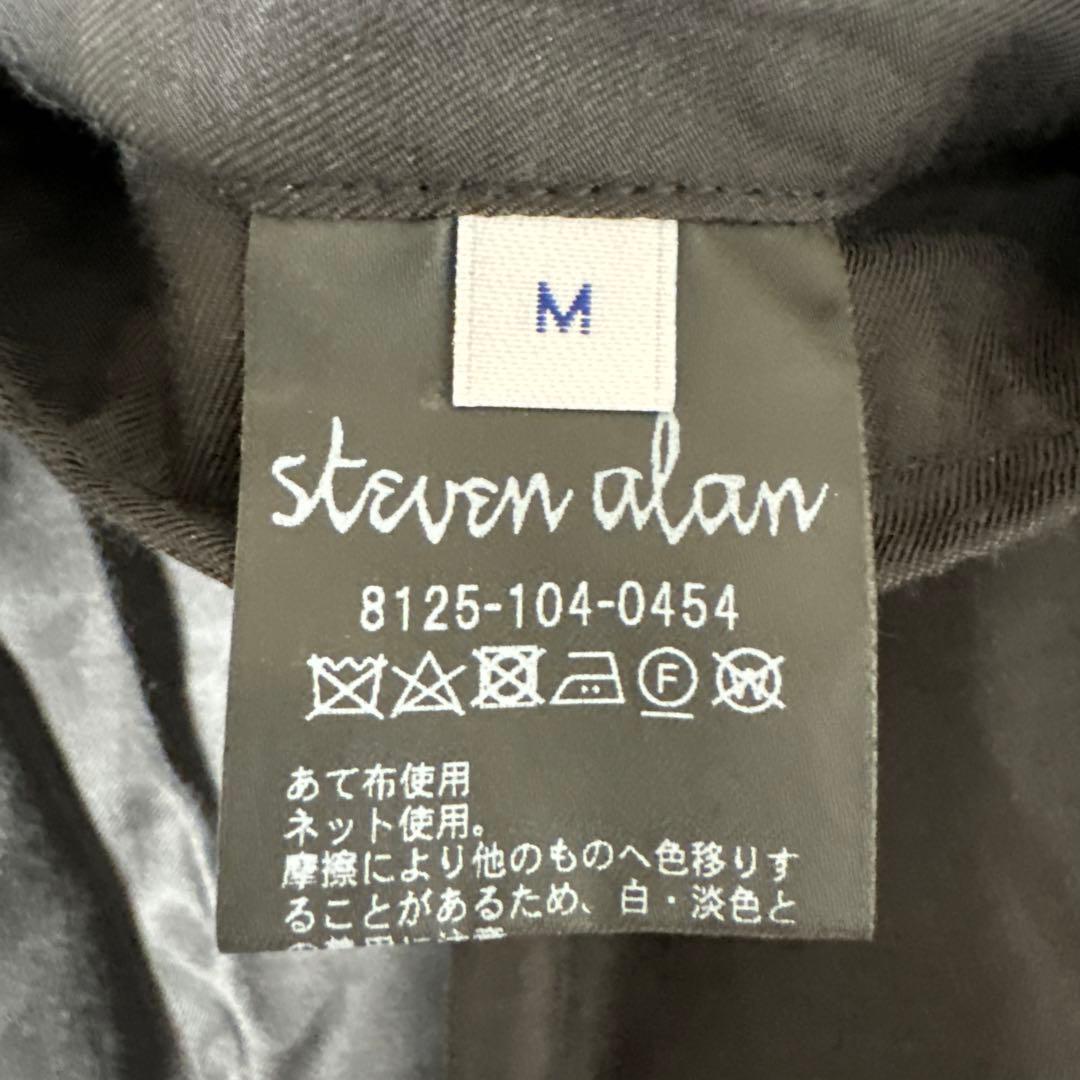 M
steven alan
8125-104-0454
F
W
あて布使用
ネット使用。
摩擦により他のものへ色移りす
ることがあるため、白・淡色と